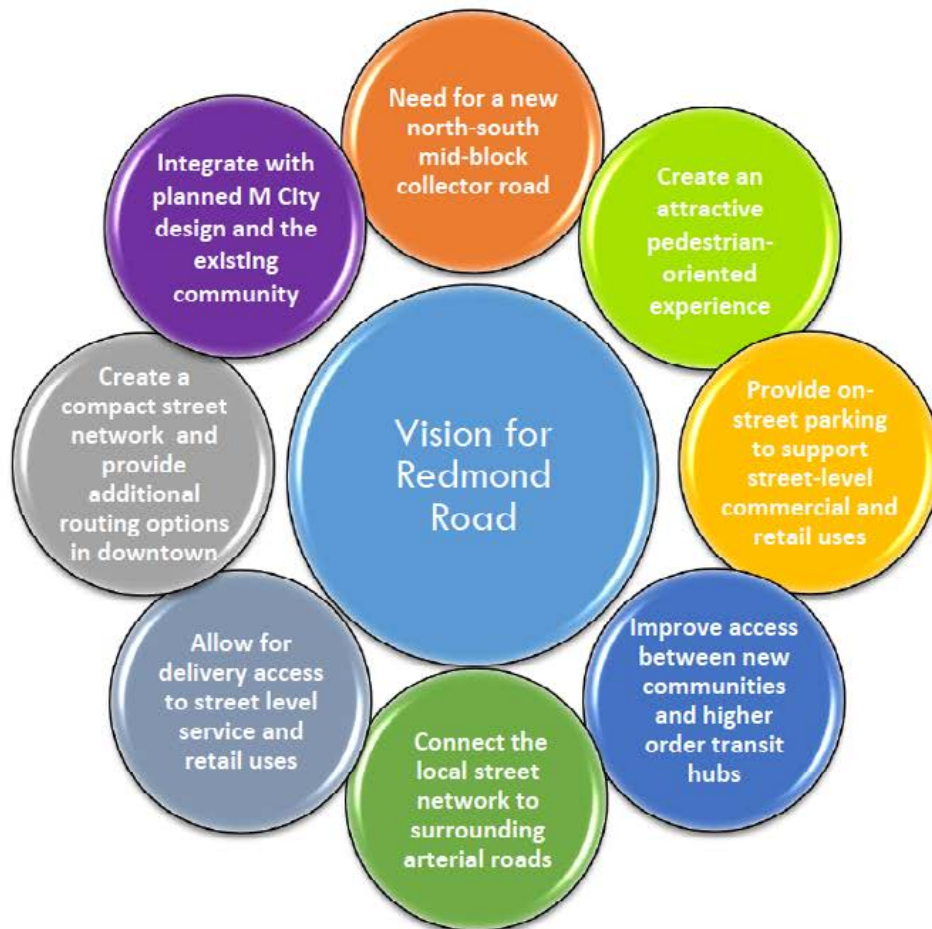 Need for a new
north-south
mid-block
collector road
Create an
attractive
pedestrian-
oriented
experience
Provide on-
street parking
to support
street-level
commercial and
retail uses
Improve access
between new
communities
and higher
order transit
hubs
Connect the
local street
network to
surrounding
arterial roads
Allow for
delivery access
to street level
service and
retail uses
Create a
compact street
network and
provide
additional
routing options
in downtown
Integrate with
planned M City
design and the
existing
community
Vision for
Redmond
Road